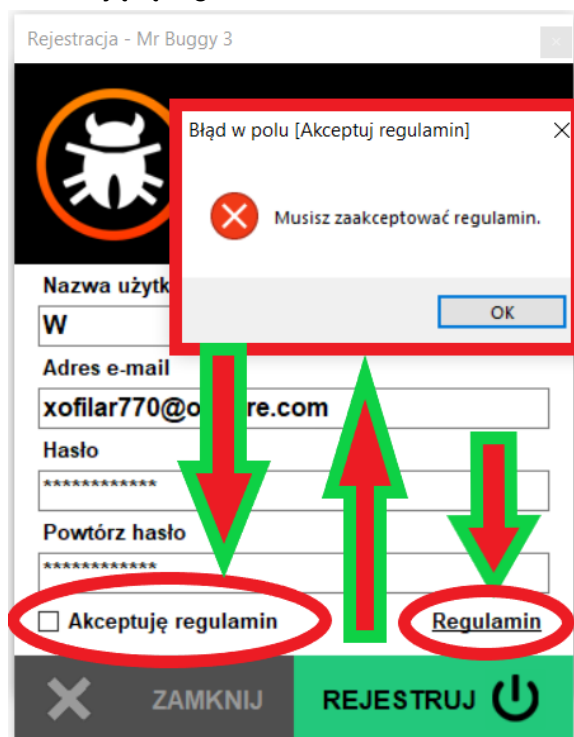 Rejestracja - Mr Buggy 3
Błąd w polu [Akceptuj regulamin]
Musisz zaakceptować regulamin.
OK
Nazwa użytk
W
Adres e-mail
xofilar770@o re.com
Hasło
************
Powtórz hasło
************
Akceptuję regulamin
Regulamin
ZAMKNIJ
REJESTRUJ